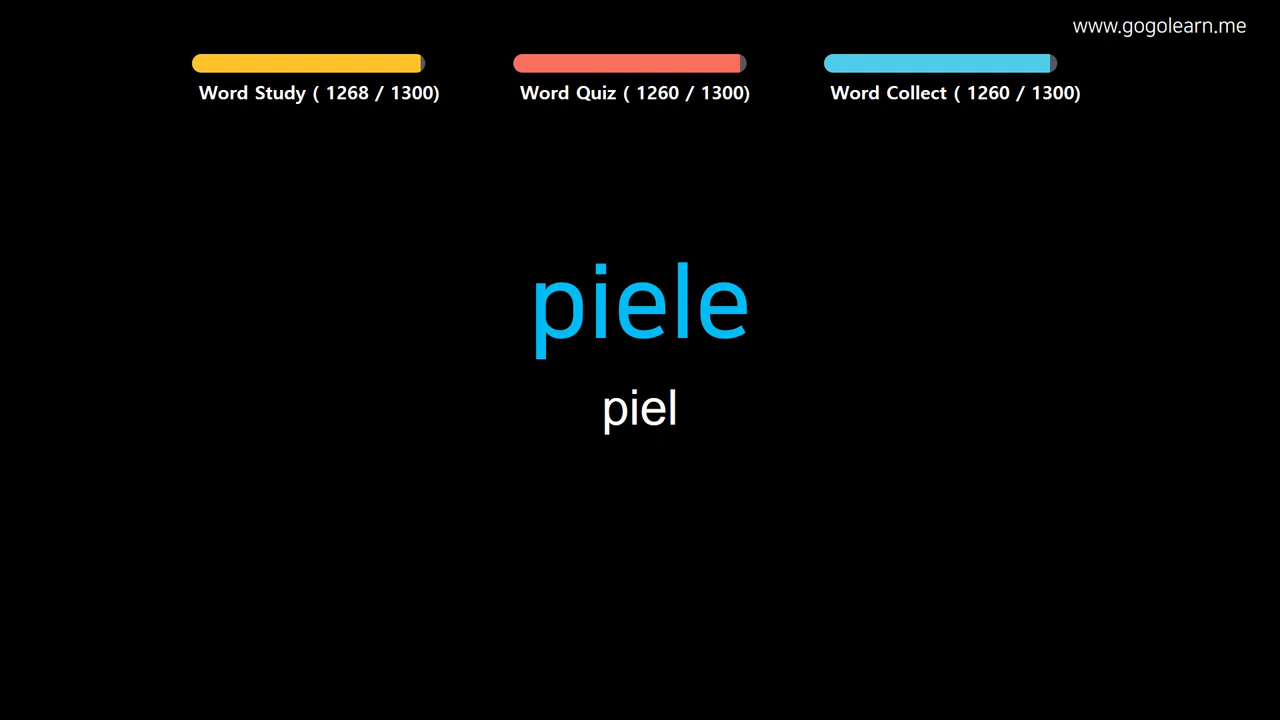 www.gogolearn.me
Word Study ( 1268 / 1300)
Word Quiz ( 1260 / 1300)
Word Collect ( 1260 / 1300)
piele
piel